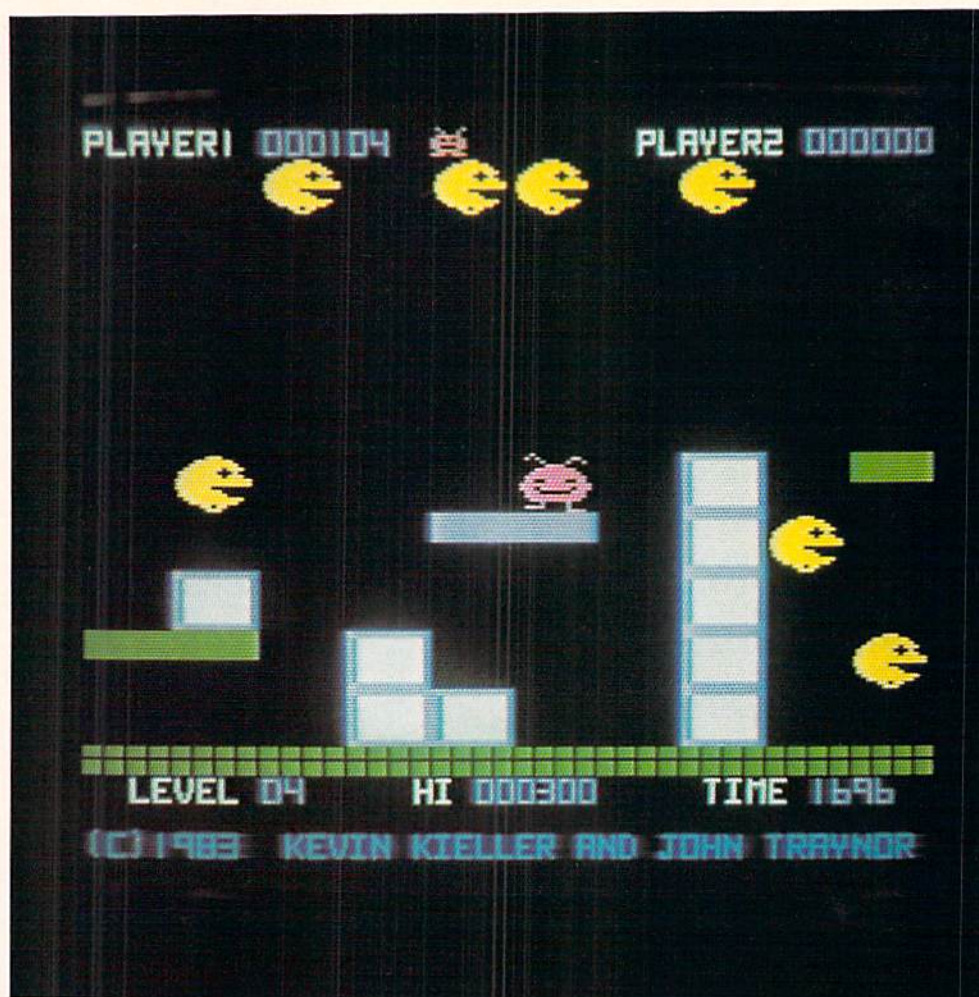 PLAYER1 000104 PLAYER2 000000
LEVEL 04 HI 000300 TIME 1696
(C) 1983 KEVIN KIELLER AND JOHN TRAYNOR